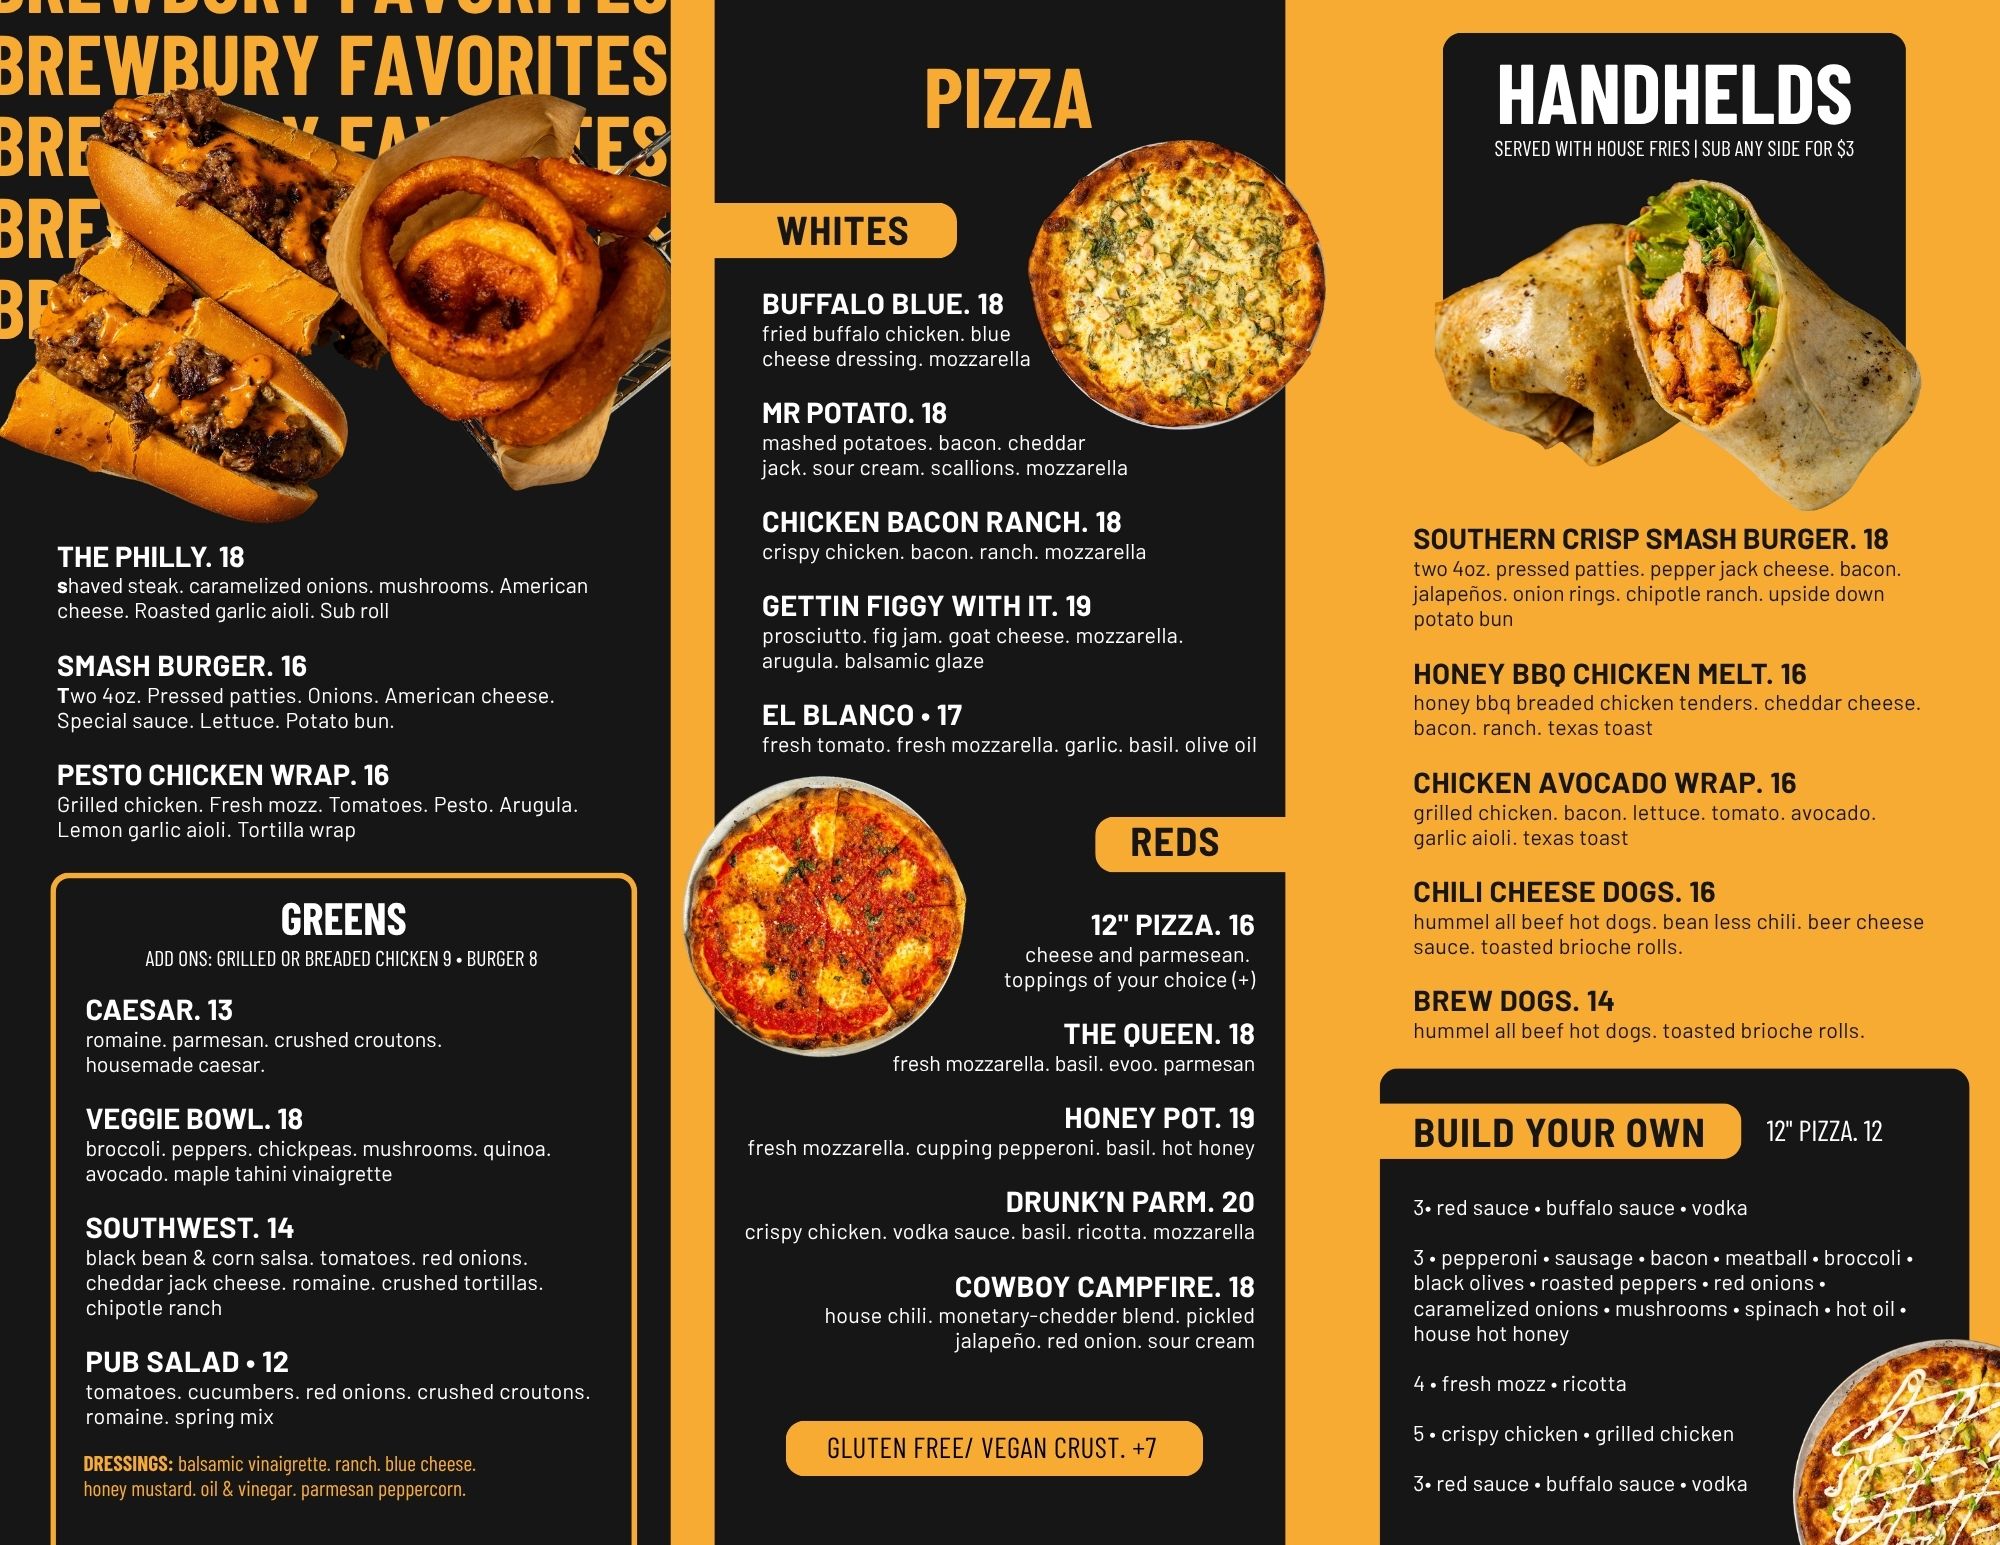 BREWBURY FAVORITES
BREWBURY FAVORITES
THE PHILLY. 18
shaved steak. caramelized onions. mushrooms. American
cheese. Roasted garlic aioli. Sub roll
SMASH BURGER. 16
Two 4oz. Pressed patties. Onions. American cheese.
Special sauce. Lettuce. Potato bun.
PESTO CHICKEN WRAP. 16
Grilled chicken. Fresh mozz. Tomatoes. Pesto. Arugula.
Lemon garlic aioli. Tortilla wrap
GREENS
ADD ONS: GRILLED OR BREADED CHICKEN 9 • BURGER 8
CAESAR. 13
romaine. parmesan. crushed croutons.
housemade caesar.
VEGGIE BOWL. 18
broccoli. peppers. chickpeas. mushrooms. quinoa.
avocado. maple tahini vinaigrette
SOUTHWEST. 14
black bean & corn salsa. tomatoes. red onions.
cheddar jack cheese. romaine. crushed tortillas.
chipotle ranch
PUB SALAD • 12
tomatoes. cucumbers. red onions. crushed croutons.
romaine. spring mix
DRESSINGS: balsamic vinaigrette. ranch. blue cheese.
honey mustard. oil & vinegar. parmesan peppercorn.
PIZZA
WHITES
BUFFALO BLUE. 18
fried buffalo chicken. blue
cheese dressing. mozzarella
MR POTATO. 18
mashed potatoes. bacon. cheddar
jack. sour cream. scallions. mozzarella
CHICKEN BACON RANCH. 18
crispy chicken. bacon. ranch. mozzarella
GETTIN FIGGY WITH IT. 19
prosciutto. fig jam. goat cheese. mozzarella.
arugula. balsamic glaze
EL BLANCO • 17
fresh tomato. fresh mozzarella. garlic. basil. olive oil
REDS
12" PIZZA. 16
cheese and parmesean.
toppings of your choice (+)
THE QUEEN. 18
fresh mozzarella. basil. evoo. parmesan
HONEY POT. 19
fresh mozzarella. cupping pepperoni. basil. hot honey
DRUNK’N PARM. 20
crispy chicken. vodka sauce. basil. ricotta. mozzarella
COWBOY CAMPFIRE. 18
house chili. monetary-chedder blend. pickled
jalapeño. red onion. sour cream
GLUTEN FREE/ VEGAN CRUST. +7
HANDHELDS
SERVED WITH HOUSE FRIES | SUB ANY SIDE FOR $3
SOUTHERN CRISP SMASH BURGER. 18
two 4oz. pressed patties. pepper jack cheese. bacon.
jalapeños. onion rings. chipotle ranch. upside down
potato bun
HONEY BBQ CHICKEN MELT. 16
honey bbq breaded chicken tenders. cheddar cheese.
bacon. ranch. texas toast
CHICKEN AVOCADO WRAP. 16
grilled chicken. bacon. lettuce. tomato. avocado.
garlic aioli. texas toast
CHILI CHEESE DOGS. 16
hummel all beef hot dogs. bean less chili. beer cheese
sauce. toasted brioche rolls.
BREW DOGS. 14
hummel all beef hot dogs. toasted brioche rolls.
BUILD YOUR OWN
12" PIZZA. 12
3• red sauce • buffalo sauce • vodka
3 • pepperoni • sausage • bacon • meatball • broccoli •
black olives • roasted peppers • red onions •
caramelized onions • mushrooms • spinach • hot oil •
house hot honey
4 • fresh mozz • ricotta
5 • crispy chicken • grilled chicken
3• red sauce • buffalo sauce • vodka